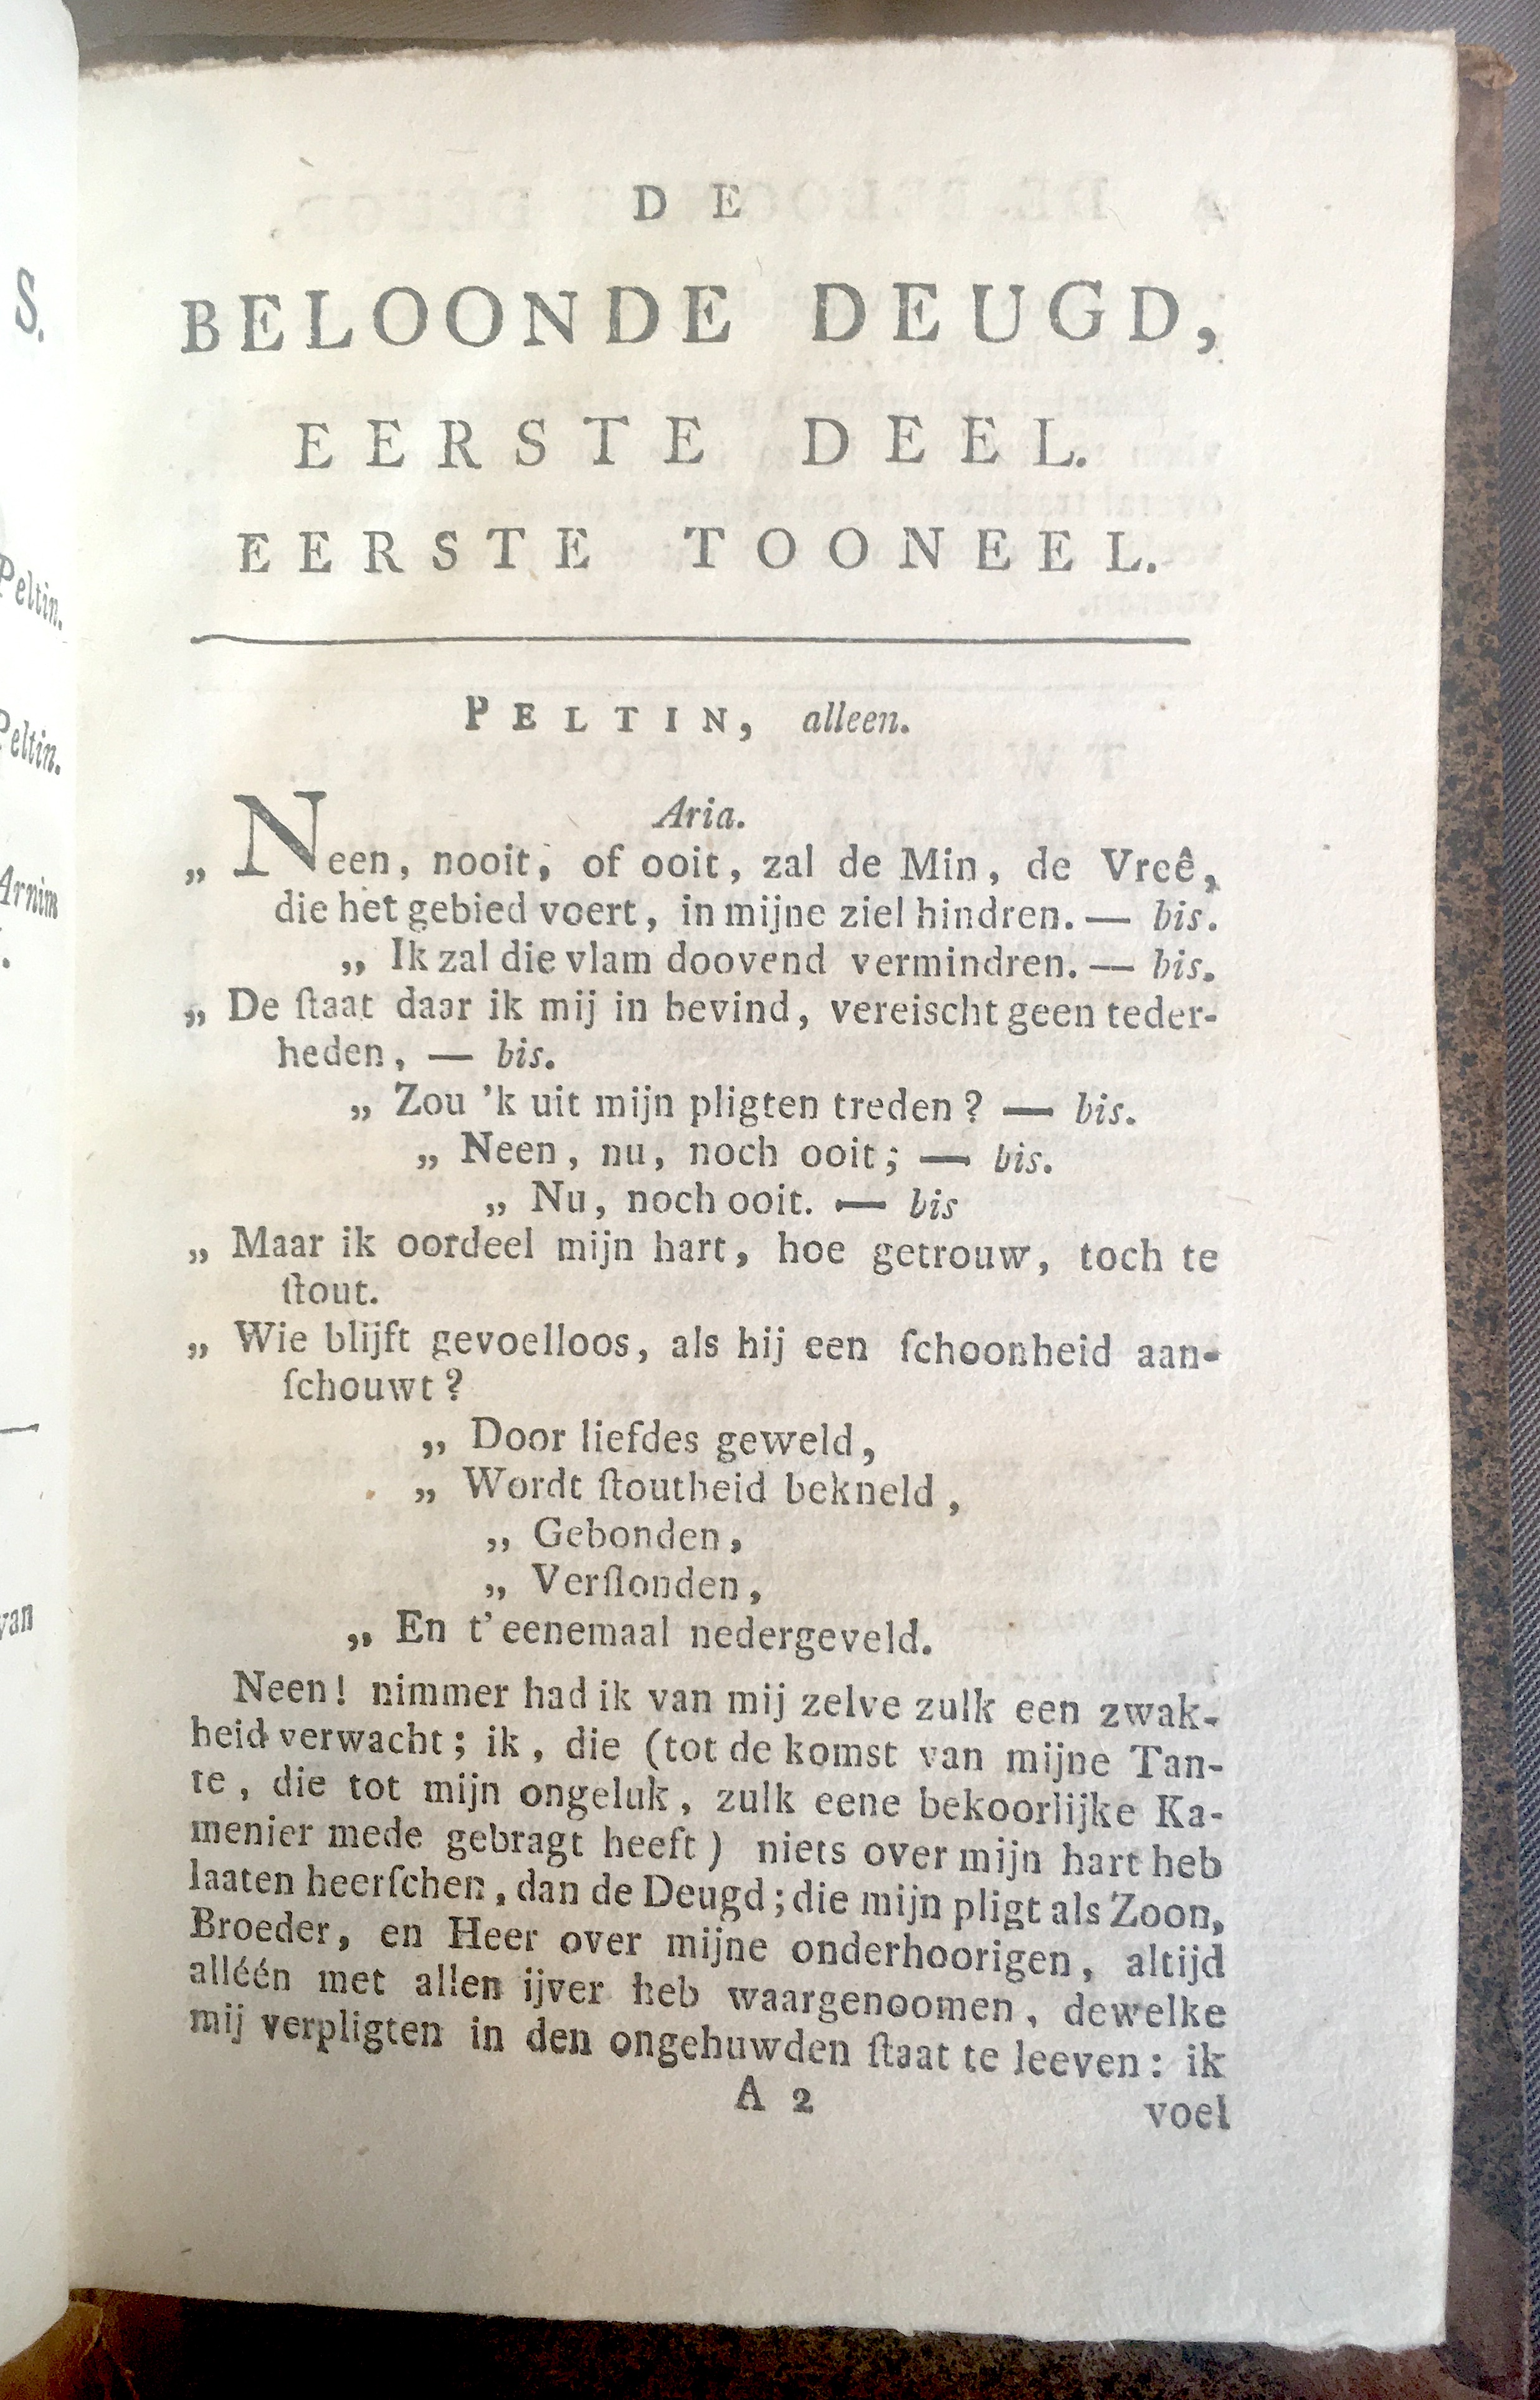 DE
BELOONDE DEUGD,
EERSTE DEEL.
EERSTE TOONEEL.
PELTIN, alleen.
Aria.
„ Neen, nooit, of ooit, zal de Min, de Vreê,
die het gebied voert, in mijne ziel hindren. — bis.
„ Ik zal die vlam doovend vermindren. — bis.
„ De ſtaat daar ik mij in bevind, vereischt geen teder-
heden, — bis.
„ Zou 'k uit mijn pligten treden? — bis.
„ Neen, nu, noch ooit; — bis.
„ Nu, noch ooit. — bis
„ Maar ik oordeel mijn hart, hoe getrouw, toch te
ſtout.
„ Wie blijft gevoelloos, als hij een ſchoonheid aan-
ſchouwt?
„ Door liefdes geweld,
„ Wordt ſtoutheid bekneld,
„ Gebonden,
„ Verſlonden,
„ En t'eenemaal nedergeveld.
Neen! nimmer had ik van mij zelve zulk een zwak-
heid verwacht; ik, die (tot de komst van mijne Tan-
te, die tot mijn ongeluk, zulk eene bekoorlijke Ka-
menier mede gebragt heeft) niets over mijn hart heb
laaten heerſchen, dan de Deugd; die mijn pligt als Zoon,
Broeder, en Heer over mijne onderhoorigen, altijd
alléén met allen ijver heb waargenoomen, dewelke
mij verpligten in den ongehuwden ſtaat te leeven: ik
A 2
voel
S.
Peltin.
Peltin.
Arnim
van